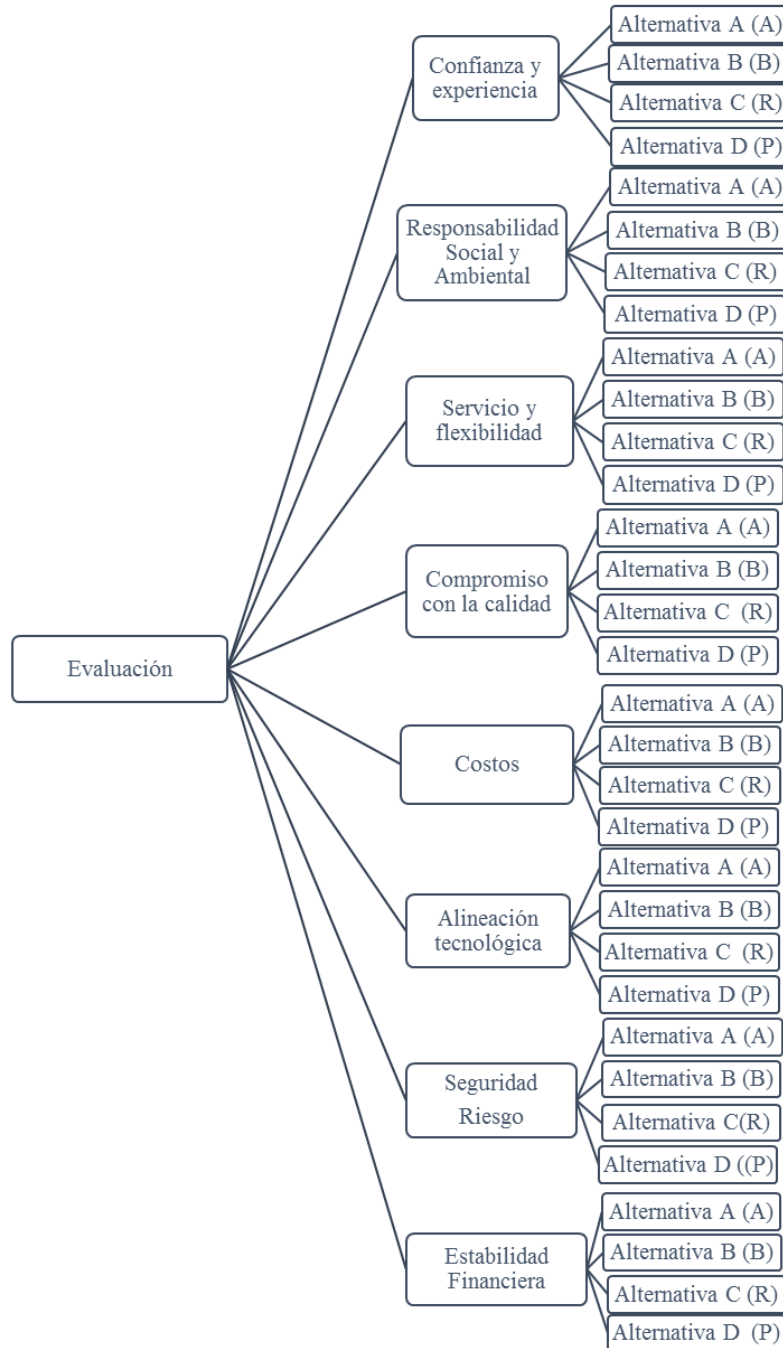 Evaluación
Confianza y
experiencia
Alternativa A (A)
Alternativa B (B)
Alternativa C (R)
Alternativa D (P)
Responsabilidad
Social y
Ambiental
Alternativa A (A)
Alternativa B (B)
Alternativa C (R)
Alternativa D (P)
Servicio y
flexibilidad
Alternativa A (A)
Alternativa B (B)
Alternativa C (R)
Alternativa D (P)
Compromiso
con la calidad
Alternativa A (A)
Alternativa B (B)
Alternativa C (R)
Alternativa D (P)
Costos
Alternativa A (A)
Alternativa B (B)
Alternativa C (R)
Alternativa D (P)
Alineación
tecnológica
Alternativa A (A)
Alternativa B (B)
Alternativa C (R)
Alternativa D (P)
Seguridad
Riesgo
Alternativa A (A)
Alternativa B (B)
Alternativa C(R)
Alternativa D ((P)
Estabilidad
Financiera
Alternativa A (A)
Alternativa B (B)
Alternativa C (R)
Alternativa D (P)